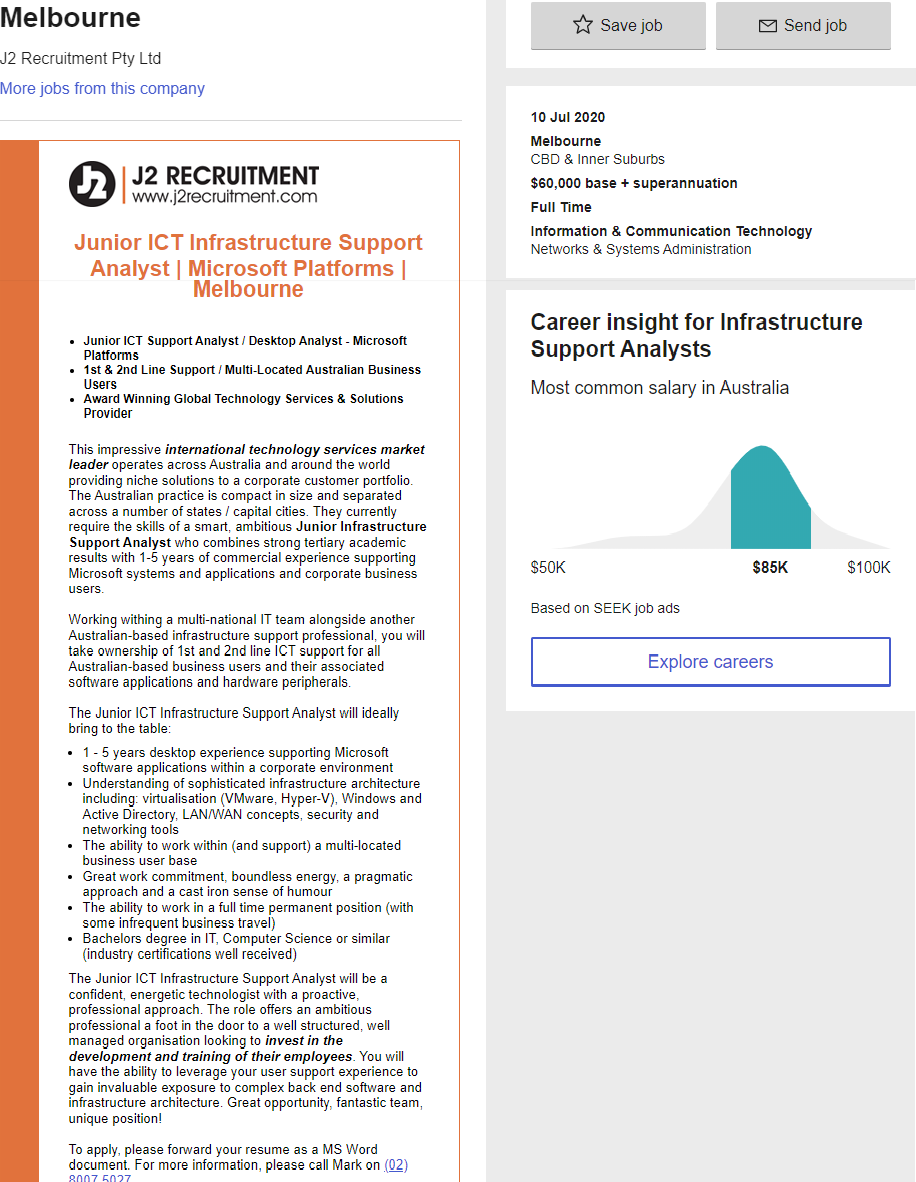 Melbourne
J2 Recruitment Pty Ltd
More jobs from this company
J2
J2 RECRUITMENT
www.j2recruitment.com
Junior ICT Infrastructure Support
Analyst | Microsoft Platforms |
Melbourne
• Junior ICT Support Analyst / Desktop Analyst - Microsoft
Platforms
• 1st & 2nd Line Support / Multi-Located Australian Business
Users
• Award Winning Global Technology Services & Solutions
Provider
This impressive international technology services market
leader operates across Australia and around the world
providing niche solutions to a corporate customer portfolio.
The Australian practice is compact in size and separated
across a number of states / capital cities. They currently
require the skills of a smart, ambitious Junior Infrastructure
Support Analyst who combines strong tertiary academic
results with 1-5 years of commercial experience supporting
Microsoft systems and applications and corporate business
users.
Working withing a multi-national IT team alongside another
Australian-based infrastructure support professional, you will
take ownership of 1st and 2nd line ICT support for all
Australian-based business users and their associated
software applications and hardware peripherals.
The Junior ICT Infrastructure Support Analyst will ideally
bring to the table:
• 1 - 5 years desktop experience supporting Microsoft
software applications within a corporate environment
• Understanding of sophisticated infrastructure architecture
including: virtualisation (VMware, Hyper-V), Windows and
Active Directory, LAN/WAN concepts, security and
networking tools
• The ability to work within (and support) a multi-located
business user base
• Great work commitment, boundless energy, a pragmatic
approach and a cast iron sense of humour
• The ability to work in a full time permanent position (with
some infrequent business travel)
• Bachelors degree in IT, Computer Science or similar
(industry certifications well received)
The Junior ICT Infrastructure Support Analyst will be a
confident, energetic technologist with a proactive,
professional approach. The role offers an ambitious
professional a foot in the door to a well structured, well
managed organisation looking to invest in the
development and training of their employees. You will
have the ability to leverage your user support experience to
gain invaluable exposure to complex back end software and
infrastructure architecture. Great opportunity, fantastic team,
unique position!
To apply, please forward your resume as a MS Word
document. For more information, please call Mark on (02)
8007 5027
Save job
Send job
10 Jul 2020
Melbourne
CBD & Inner Suburbs
$60,000 base + superannuation
Full Time
Information & Communication Technology
Networks & Systems Administration
Career insight for Infrastructure
Support Analysts
Most common salary in Australia
$50K $85K $100K
Based on SEEK job ads
Explore careers